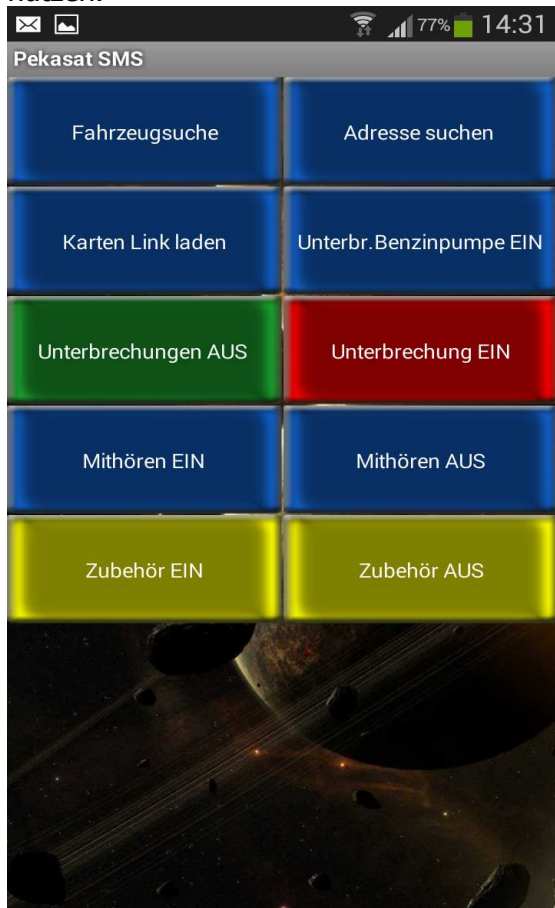 nutzen.
77% 14:31
Pekasat SMS
Fahrzeugsuche Adresse suchen
Karten Link laden Unterbr.Benzinpumpe EIN
Unterbrechungen AUS Unterbrechung EIN
Mithören EIN Mithören AUS
Zubehör EIN Zubehör AUS